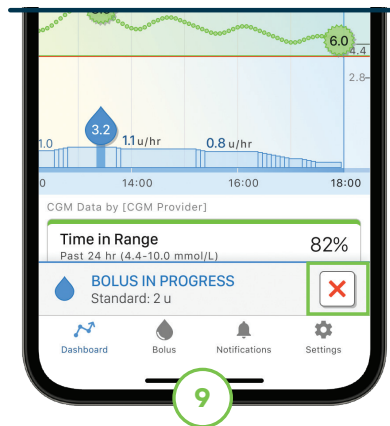 6.0
4.4
2.8
3.2
1.0
1.1 u/hr
0.8 u/hr
0
14:00
16:00
18:00
CGM Data by [CGM Provider]
Time in Range
82%
Past 24 hr (4.4-10.0 mmol/L)
BOLUS IN PROGRESS
Standard: 2 u
Dashboard
Bolus
Notifications
Settings
9